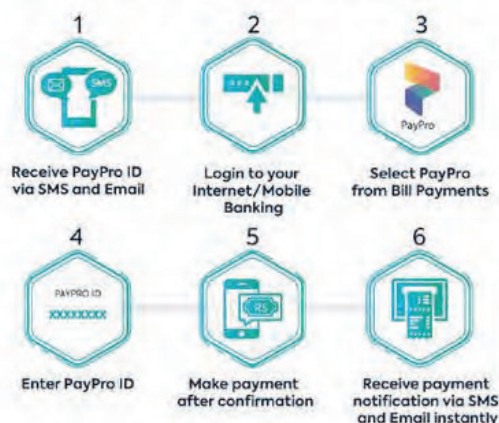 1
2
3
SMS
PayPro
Receive PayPro ID
via SMS and Email
Login to your
Internet/Mobile
Banking
Select PayPro
from Bill Payments
4
5
6
PAYPRO ID
XXXXXXXX
RS
Enter PayPro ID
Make payment
after confirmation
Receive payment
notification via SMS
and Email instantly